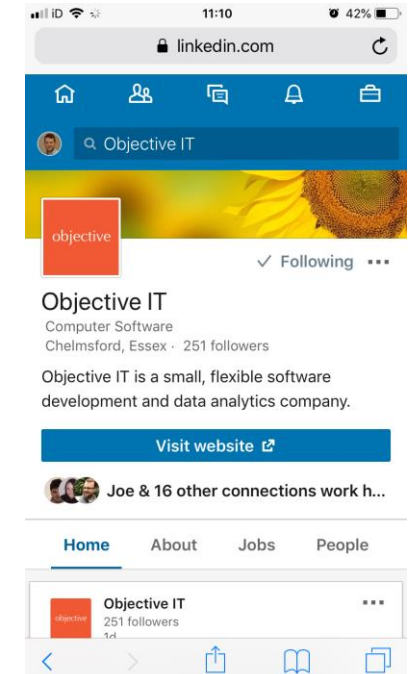 iD 11:10 42%
linkedin.com
Objective IT
objective
Following
Objective IT
Computer Software
Chelmsford, Essex · 251 followers
Objective IT is a small, flexible software
development and data analytics company.
Visit website
Joe & 16 other connections work h...
Home About Jobs People
objective
Objective IT
251 followers
1d